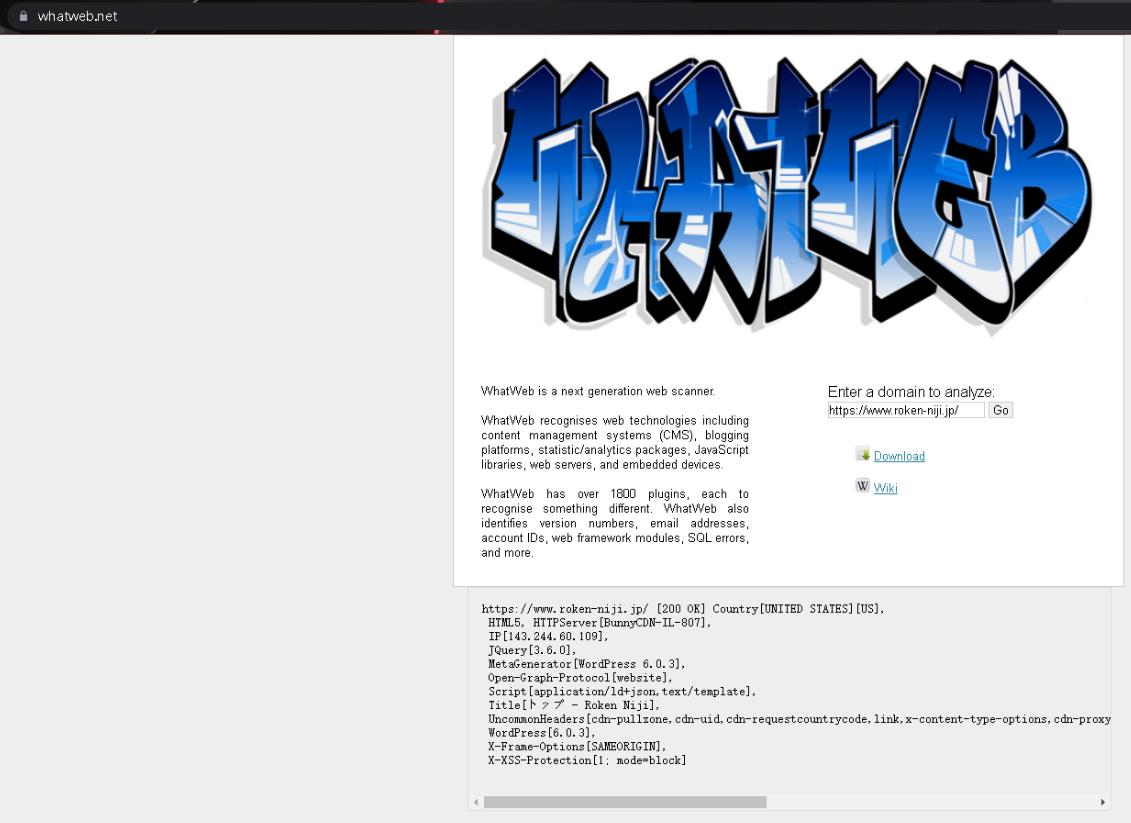 whatweb.net
WHATWEB
WhatWeb is a next generation web scanner.
WhatWeb recognises web technologies including
content management systems (CMS), blogging
platforms, statistic/analytics packages, JavaScript
libraries, web servers, and embedded devices.
WhatWeb has over 1800 plugins, each to
recognise something different. WhatWeb also
identifies version numbers, email addresses,
account IDs, web framework modules, SQL errors,
and more.
Enter a domain to analyze:
https://www.roken-niji.jp/ Go
Download
W Wiki
https://www.roken-niji.jp/ [200 OK] Country[UNITED STATES][US],
HTML5, HTTPServer[BunnyCDN-IL-807],
IP[143.244.60.109],
JQuery[3.6.0],
MetaGenerator[WordPress 6.0.3],
Open-Graph-Protocol[website],
Script[application/ld+json,text/template],
Title[トップ - Roken Niji],
UncommonHeaders[cdn-pullzone,cdn-uid,cdn-requestcountrycode,link,x-content-type-options,cdn-proxy
WordPress[6.0.3],
X-Frame-Options[SAMEORIGIN],
X-XSS-Protection[1; mode=block]